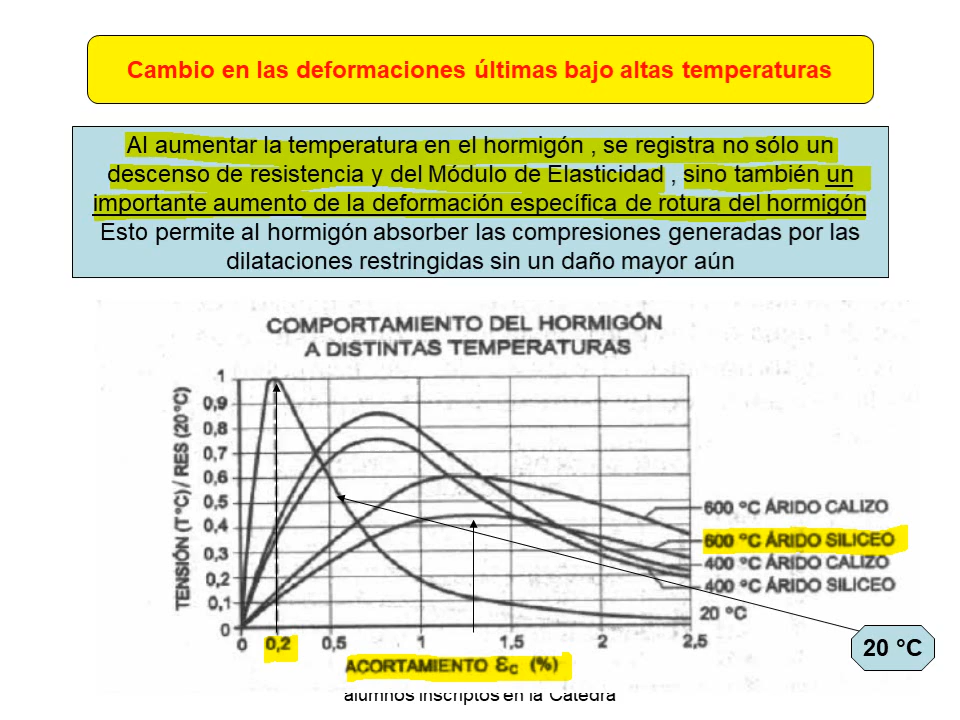 Cambio en las deformaciones últimas bajo altas temperaturas
Al aumentar la temperatura en el hormigón , se registra no sólo un
descenso de resistencia y del Módulo de Elasticidad , sino también un
importante aumento de la deformación específica de rotura del hormigón
Esto permite al hormigón absorber las compresiones generadas por las
dilataciones restringidas sin un daño mayor aún
COMPORTAMIENTO DEL HORMIGÓN
A DISTINTAS TEMPERATURAS
TENSIÓN (T°C) / RES (20°C)
1
0,9
0,8
0,7
0,6
0,5
0,4
0,3
0,2
0,1
0
0 0,2 0,5 1 1,5 2 2,5
600 °C ÁRIDO CALIZO
600 °C ÁRIDO SILICEO
400 °C ÁRIDO CALIZO
400 °C ÁRIDO SILICEO
20 °C
20 °C
ACORTAMIENTO εc (%)
alumnos inscriptos en la Cátedra